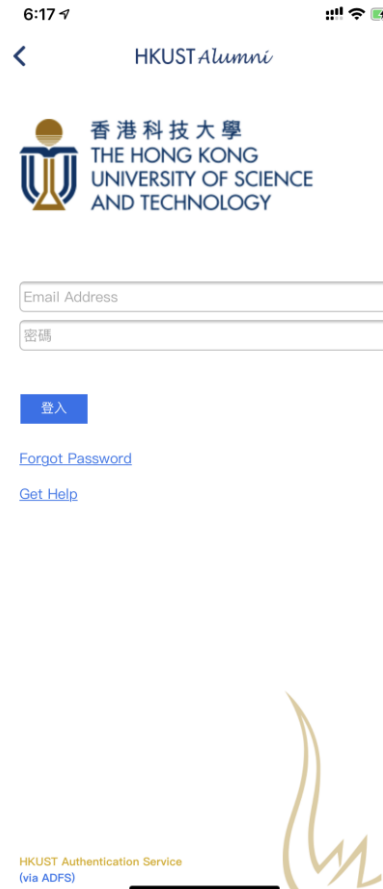 6:17
HKUST Alumni
香港科技大學
THE HONG KONG
UNIVERSITY OF SCIENCE
AND TECHNOLOGY
Email Address
密碼
登入
Forgot Password
Get Help
HKUST Authentication Service
(via ADFS)